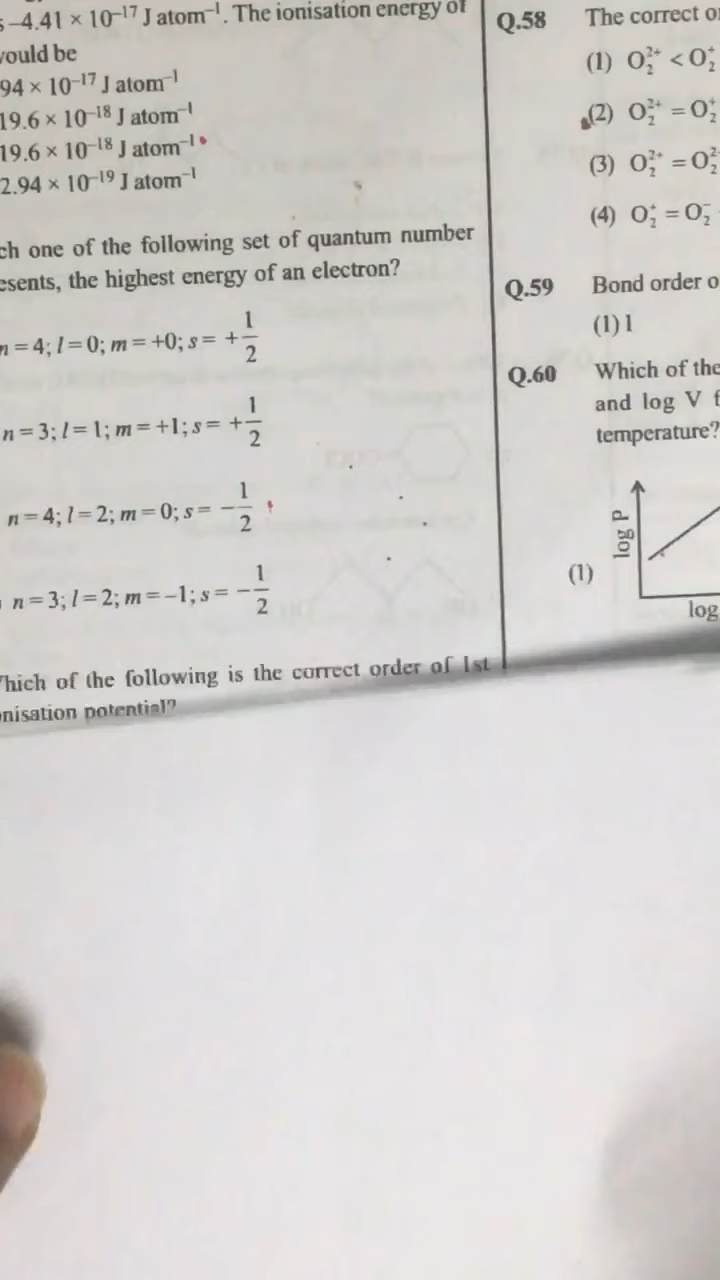 –4.41 × 10⁻¹⁷ J atom⁻¹. The ionisation energy of
would be
94 × 10⁻¹⁷ J atom⁻¹
19.6 × 10⁻¹⁸ J atom⁻¹
19.6 × 10⁻¹⁸ J atom⁻¹
2.94 × 10⁻¹⁹ J atom⁻¹
ch one of the following set of quantum number
esents, the highest energy of an electron?
n = 4; l = 0; m = +0; s = +1/2
n = 3; l = 1; m = +1; s = +1/2
n = 4; l = 2; m = 0; s = –1/2
n = 3; l = 2; m = –1; s = –1/2
hich of the following is the correct order of 1st
nisation potential?
Q.58 The correct o
(1) O₂²⁺ < O₂⁺
(2) O₂²⁺ = O₂⁺
(3) O₂²⁺ = O₂²
(4) O₂⁺ = O₂⁻
Q.59 Bond order o
(1) 1
Q.60 Which of the
and log V f
temperature?
(1)
log P
log